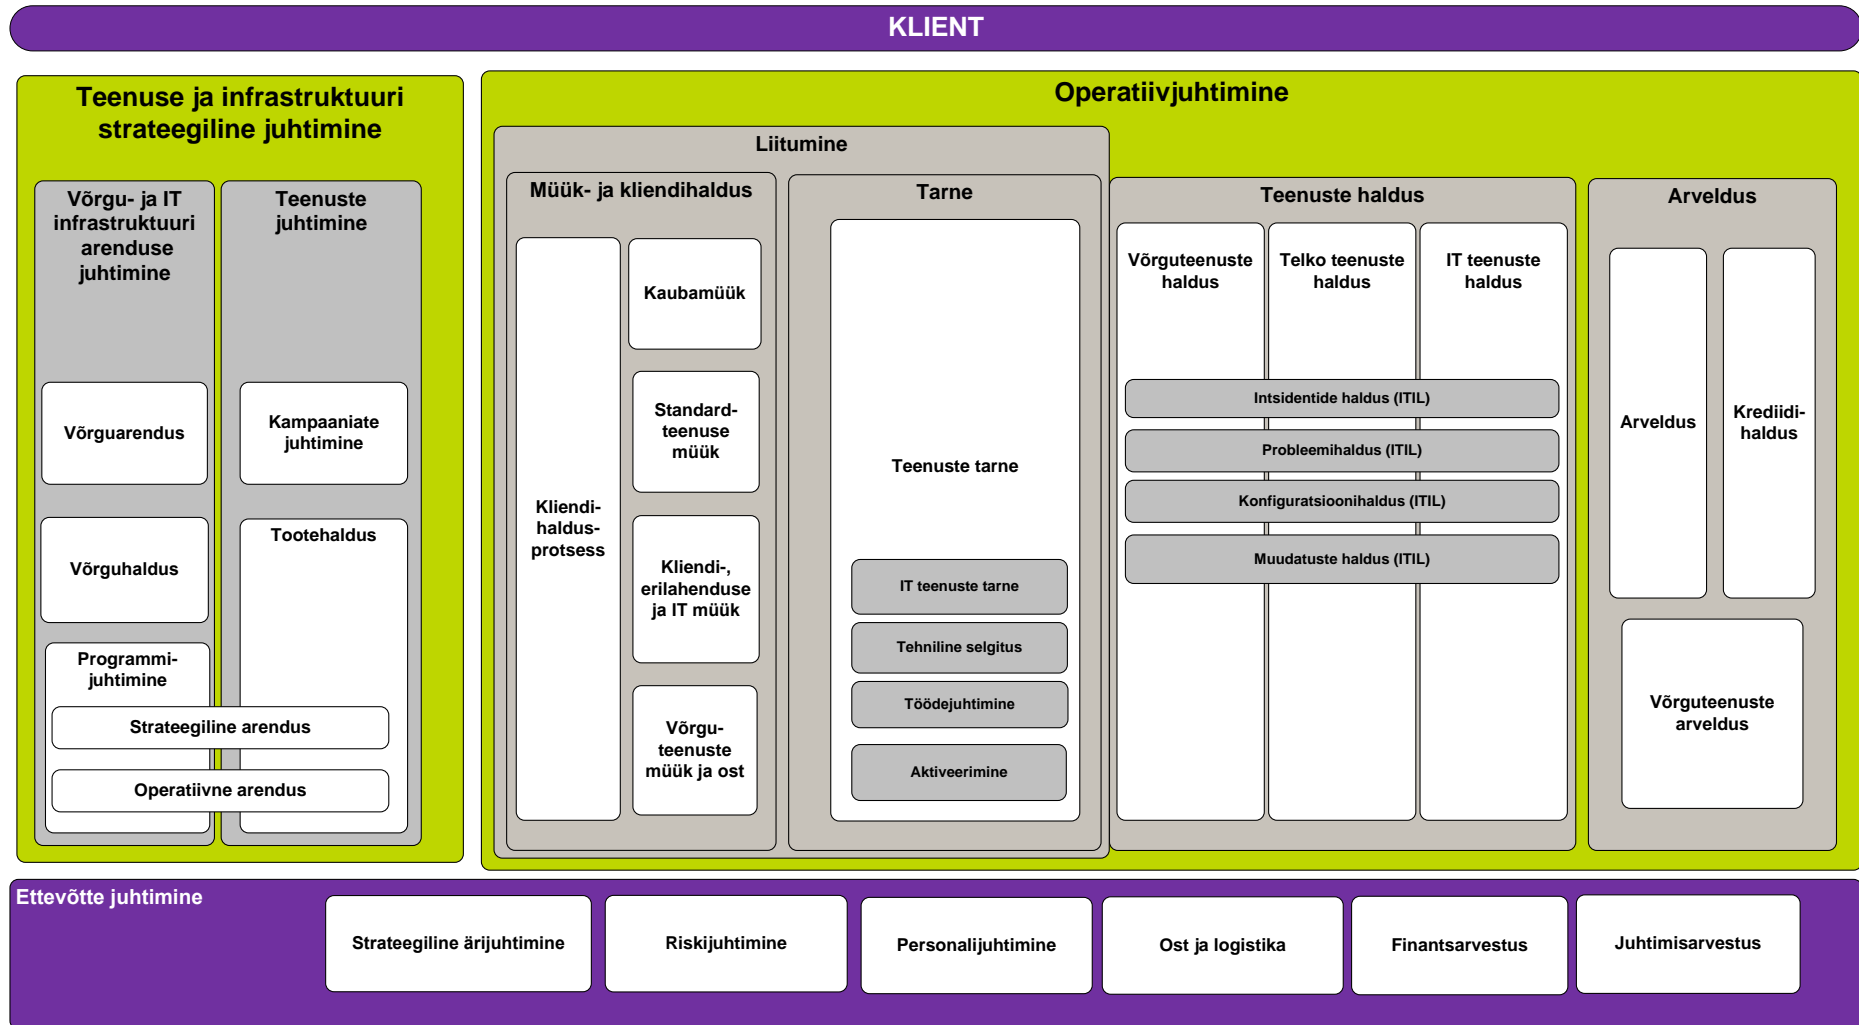 KLIENT
Teenuse ja infrastruktuuri
strateegiline juhtimine
Võrgu- ja IT
infrastruktuuri
arenduse
juhtimine
Võrguarendus
Võrguhaldus
Programmi-
juhtimine
Teenuste
juhtimine
Kampaaniate
juhtimine
Tootehaldus
Strateegiline arendus
Operatiivne arendus
Operatiivjuhtimine
Liitumine
Müük- ja kliendihaldus
Kliendi-
haldus-
protsess
Kaubamüük
Standard-
teenuse
müük
Kliendi-,
erilahenduse
ja IT müük
Võrgu-
teenuste
müük ja ost
Tarne
Teenuste tarne
IT teenuste tarne
Tehniline selgitus
Töödejuhtimine
Aktiveerimine
Teenuste haldus
Võrguteenuste
haldus
Telko teenuste
haldus
IT teenuste
haldus
Intsidentide haldus (ITIL)
Probleemihaldus (ITIL)
Konfiguratsioonihaldus (ITIL)
Muudatuste haldus (ITIL)
Arveldus
Arveldus
Krediidi-
haldus
Võrguteenuste
arveldus
Ettevõtte juhtimine
Strateegiline ärijuhtimine
Riskijuhtimine
Personalijuhtimine
Ost ja logistika
Finantsarvestus
Juhtimisarvestus